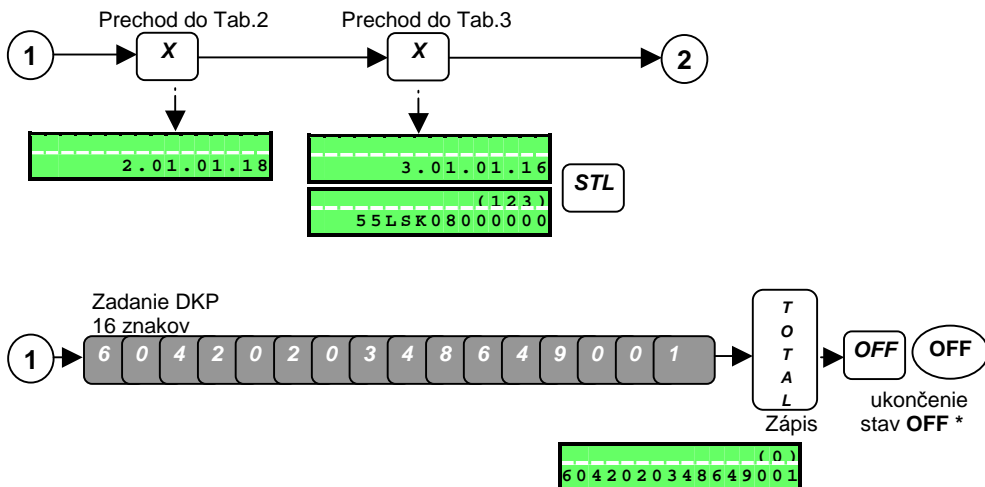 Prechod do Tab.2
Prechod do Tab.3
1
X
X
2
2.01.01.18
3.01.01.16
STL
(123)
55LSK08000000
Zadanie DKP
16 znakov
1
6 0 4 2 0 2 0 3 4 8 6 4 9 0 0 1
T
O
T
A
L
OFF
OFF
Zápis
ukončenie
stav OFF *
(0)
6042020348649001